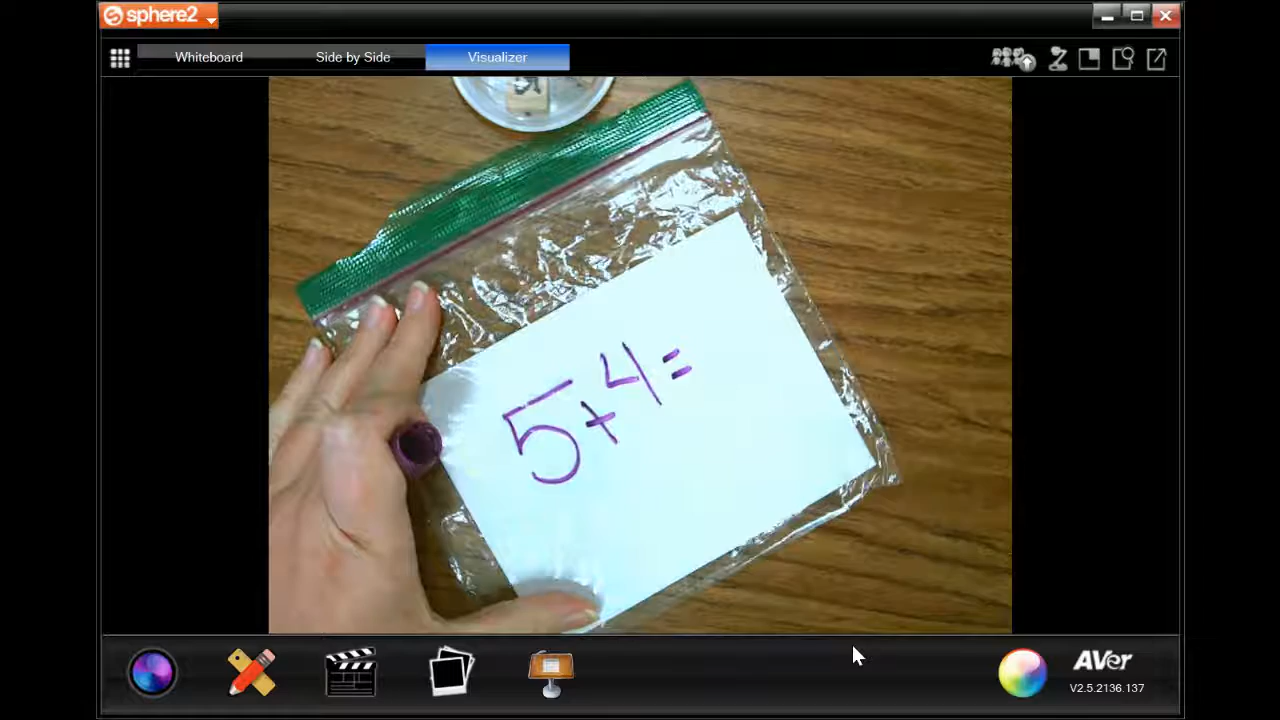 sphere2
Whiteboard Side by Side Visualizer
5+4=
AVer
V2.5.2136.137